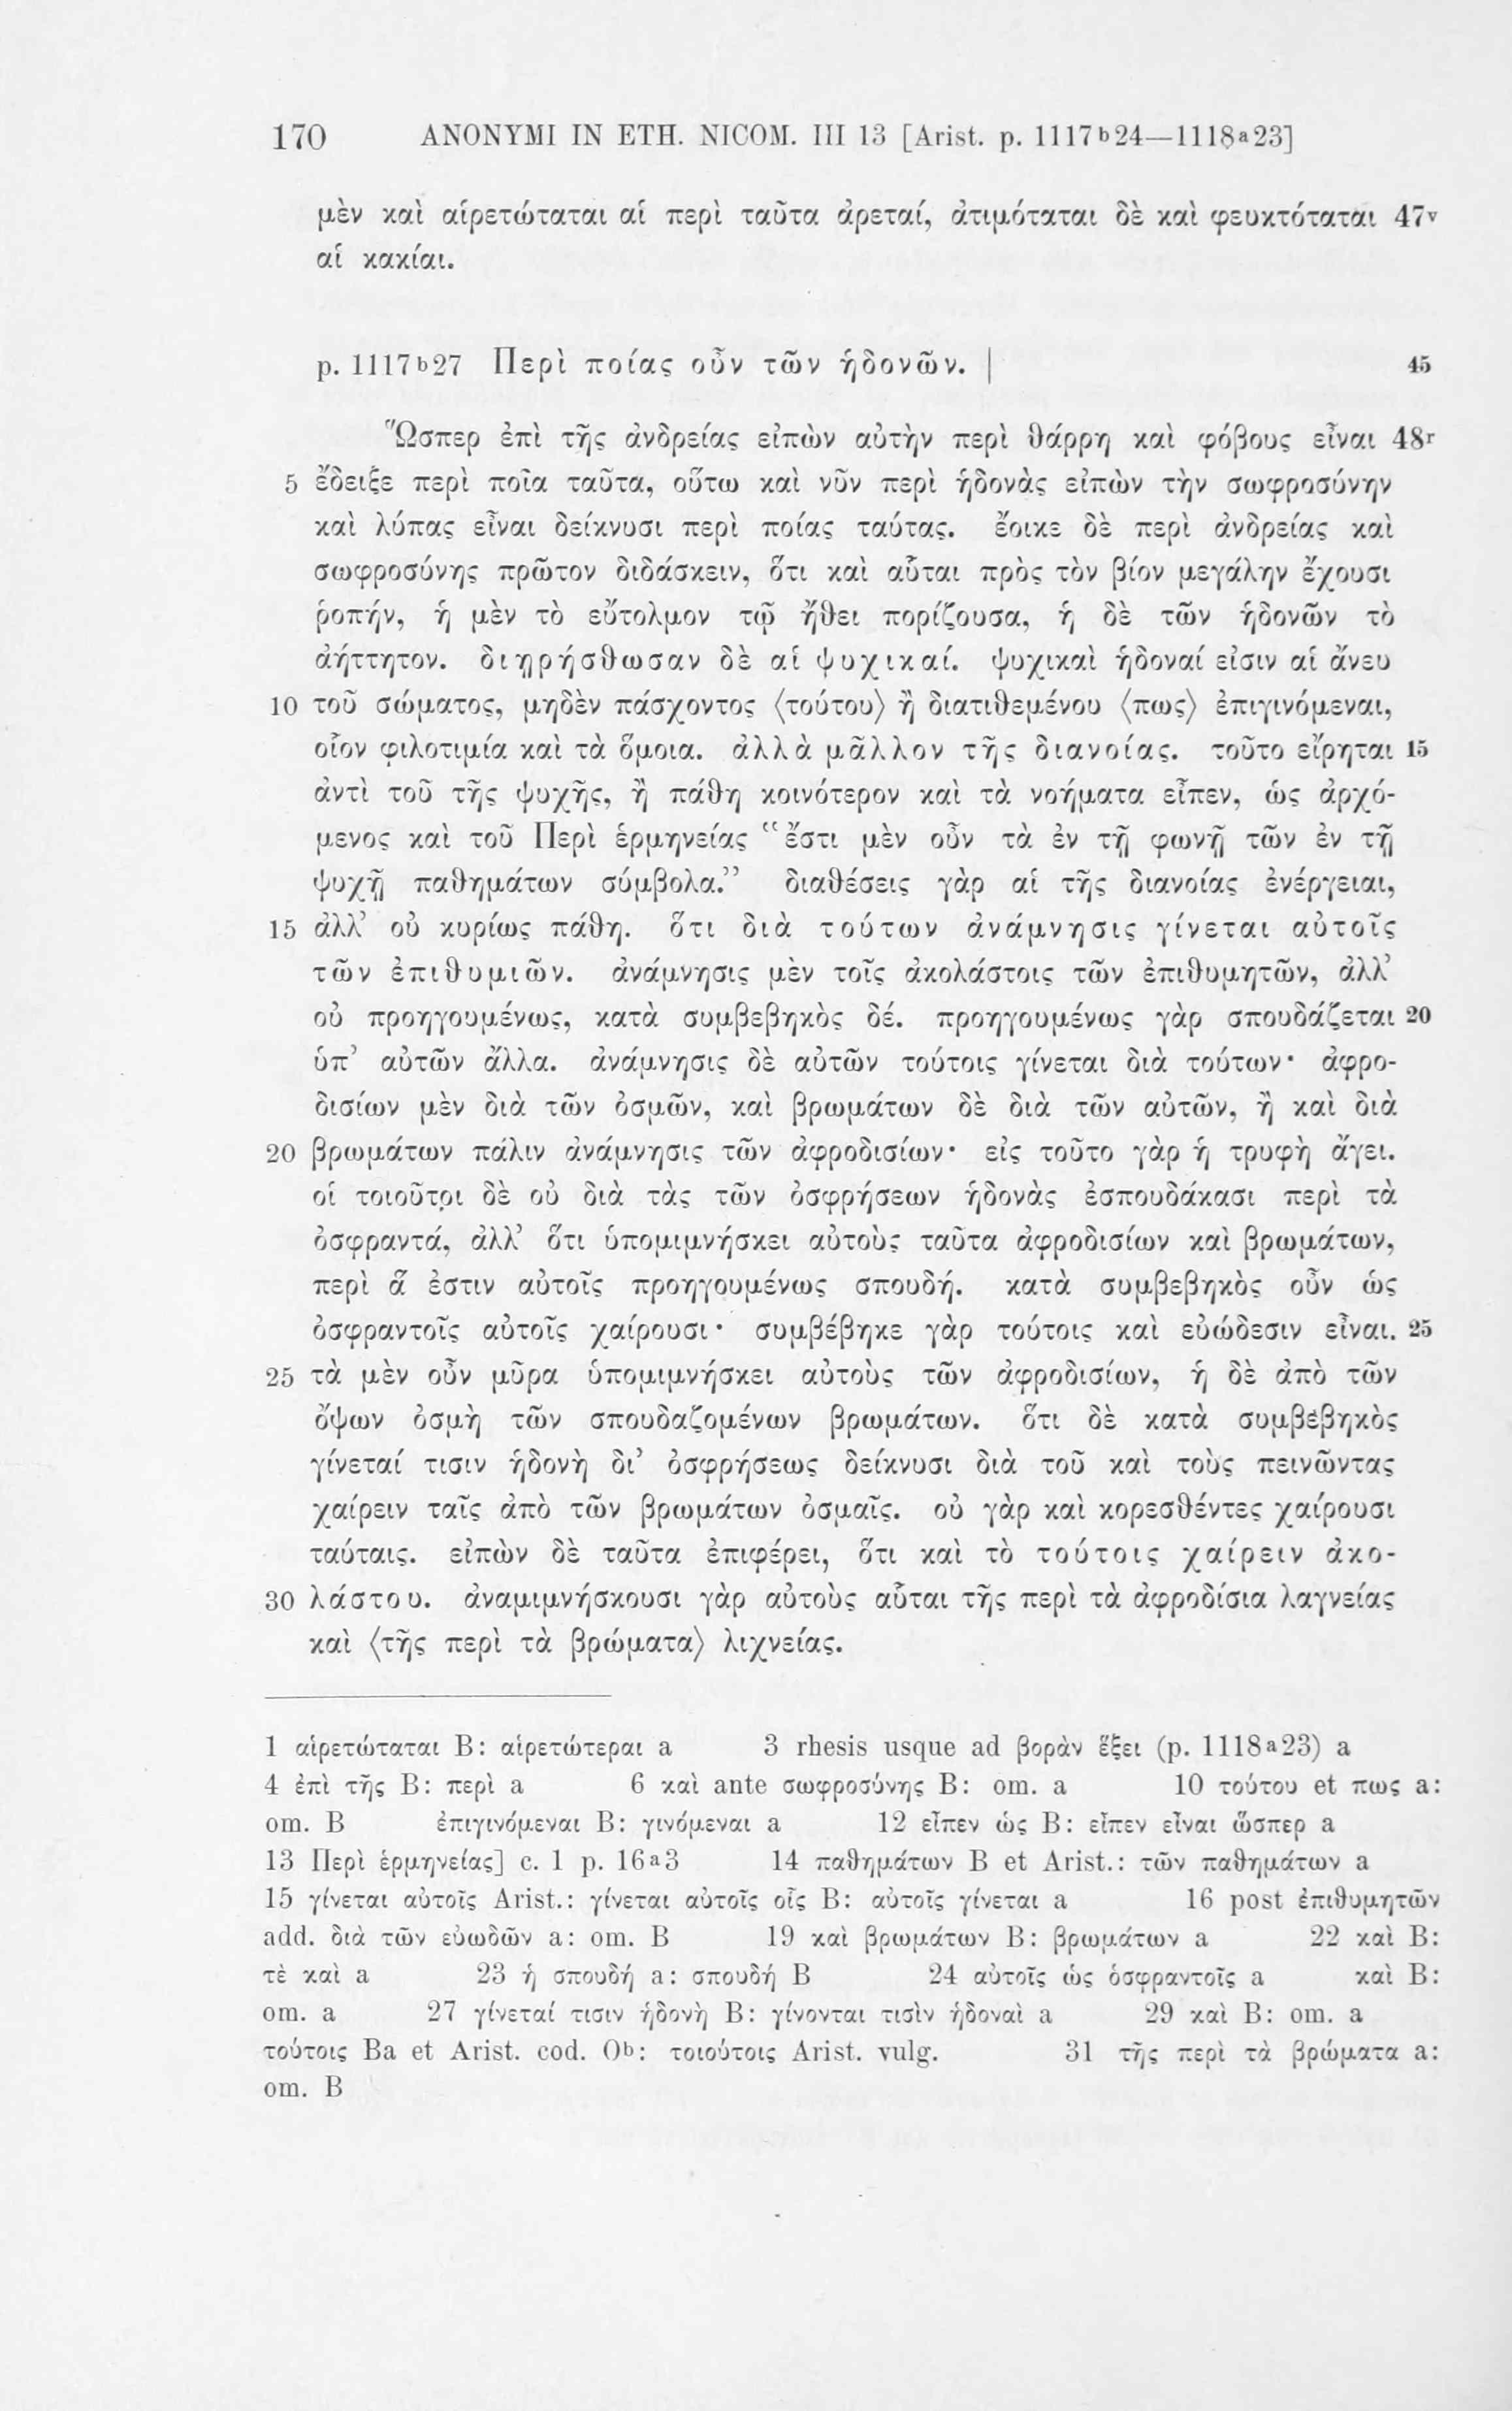 170 ANONYMI IN ETH. NICOM. III 13 [Arist. p. 1117ᵇ24—1118ᵃ23]
μὲν καὶ αἱρετώταται αἱ περὶ ταῦτα ἀρεταί, ἀτιμόταται δὲ καὶ φευκτόταται 47ᵛ
αἱ κακίαι.
p. 1117ᵇ27 Περὶ ποίας οὖν τῶν ἡδονῶν. | 45
Ὥσπερ ἐπὶ τῆς ἀνδρείας εἰπὼν αὐτὴν περὶ θάρρη καὶ φόβους εἶναι 48ʳ
5 ἔδειξε περὶ ποῖα ταῦτα, οὕτω καὶ νῦν περὶ ἡδονὰς εἰπὼν τὴν σωφροσύνην
καὶ λύπας εἶναι δείκνυσι περὶ ποίας ταύτας. ἔοικε δὲ περὶ ἀνδρείας καὶ
σωφροσύνης πρῶτον διδάσκειν, ὅτι καὶ αὗται πρὸς τὸν βίον μεγάλην ἔχουσι
ῥοπήν, ἡ μὲν τὸ εὔτολμον τῷ ἤθει πορίζουσα, ἡ δὲ τῶν ἡδονῶν τὸ
ἀήττητον. διῃρήσθωσαν δὲ αἱ ψυχικαί. ψυχικαὶ ἡδοναί εἰσιν αἱ ἄνευ
10 τοῦ σώματος, μηδὲν πάσχοντος ⟨τούτου⟩ ἢ διατιθεμένου ⟨πως⟩ ἐπιγινόμεναι,
οἷον φιλοτιμία καὶ τὰ ὅμοια. ἀλλὰ μᾶλλον τῆς διανοίας. τοῦτο εἴρηται 15
ἀντὶ τοῦ τῆς ψυχῆς, ἢ πάθη κοινότερον καὶ τὰ νοήματα εἶπεν, ὡς ἀρχό-
μενος καὶ τοῦ Περὶ ἑρμηνείας “ἔστι μὲν οὖν τὰ ἐν τῇ φωνῇ τῶν ἐν τῇ
ψυχῇ παθημάτων σύμβολα.” διαθέσεις γὰρ αἱ τῆς διανοίας ἐνέργειαι,
15 ἀλλ’ οὐ κυρίως πάθη. ὅτι διὰ τούτων ἀνάμνησις γίνεται αὐτοῖς
τῶν ἐπιθυμιῶν. ἀνάμνησις μὲν τοῖς ἀκολάστοις τῶν ἐπιθυμητῶν, ἀλλ’
οὐ προηγουμένως, κατὰ συμβεβηκὸς δέ. προηγουμένως γὰρ σπουδάζεται 20
ὑπ’ αὐτῶν ἄλλα. ἀνάμνησις δὲ αὐτῶν τούτοις γίνεται διὰ τούτων· ἀφρο-
δισίων μὲν διὰ τῶν ὀσμῶν, καὶ βρωμάτων δὲ διὰ τῶν αὐτῶν, ἢ καὶ διὰ
20 βρωμάτων πάλιν ἀνάμνησις τῶν ἀφροδισίων· εἰς τοῦτο γὰρ ἡ τρυφὴ ἄγει.
οἱ τοιοῦτοι δὲ οὐ διὰ τὰς τῶν ὀσφρήσεων ἡδονὰς ἐσπουδάκασι περὶ τὰ
ὀσφραντά, ἀλλ’ ὅτι ὑπομιμνήσκει αὐτοὺς ταῦτα ἀφροδισίων καὶ βρωμάτων,
περὶ ἅ ἐστιν αὐτοῖς προηγουμένως σπουδή. κατὰ συμβεβηκὸς οὖν ὡς
ὀσφραντοῖς αὐτοῖς χαίρουσι· συμβέβηκε γὰρ τούτοις καὶ εὐώδεσιν εἶναι. 25
25 τὰ μὲν οὖν μῦρα ὑπομιμνήσκει αὐτοὺς τῶν ἀφροδισίων, ἡ δὲ ἀπὸ τῶν
ὄψων ὀσμὴ τῶν σπουδαζομένων βρωμάτων. ὅτι δὲ κατὰ συμβεβηκὸς
γίνεταί τισιν ἡδονὴ δι’ ὀσφρήσεως δείκνυσι διὰ τοῦ καὶ τοὺς πεινῶντας
χαίρειν ταῖς ἀπὸ τῶν βρωμάτων ὀσμαῖς. οὐ γὰρ καὶ κορεσθέντες χαίρουσι
ταύταις. εἰπὼν δὲ ταῦτα ἐπιφέρει, ὅτι καὶ τὸ τούτοις χαίρειν ἀκο-
30 λάστου. ἀναμιμνήσκουσι γὰρ αὐτοὺς αὗται τῆς περὶ τὰ ἀφροδίσια λαγνείας
καὶ ⟨τῆς περὶ τὰ βρώματα⟩ λιχνείας.
1 αἱρετώταται B: αἱρετώτεραι a 3 rhesis usque ad βορὰν ἕξει (p. 1118ᵃ23) a
4 ἐπὶ τῆς B: περὶ a 6 καὶ ante σωφροσύνης B: om. a 10 τούτου et πως a:
om. B ἐπιγινόμεναι B: γινόμεναι a 12 εἶπεν ὡς B: εἶπεν εἶναι ὥσπερ a
13 Περὶ ἑρμηνείας] c. 1 p. 16ᵃ3 14 παθημάτων B et Arist.: τῶν παθημάτων a
15 γίνεται αὐτοῖς Arist.: γίνεται αὐτοῖς οἷς B: αὐτοῖς γίνεται a 16 post ἐπιθυμητῶν
add. διὰ τῶν εὐωδῶν a: om. B 19 καὶ βρωμάτων B: βρωμάτων a 22 καὶ B:
τὲ καὶ a 23 ἡ σπουδή a: σπουδή B 24 αὐτοῖς ὡς ὀσφραντοῖς a καὶ B:
om. a 27 γίνεταί τισιν ἡδονὴ B: γίνονται τισὶν ἡδοναὶ a 29 καὶ B: om. a
τούτοις Ba et Arist. cod. Oᵇ: τοιούτοις Arist. vulg. 31 τῆς περὶ τὰ βρώματα a:
om. B